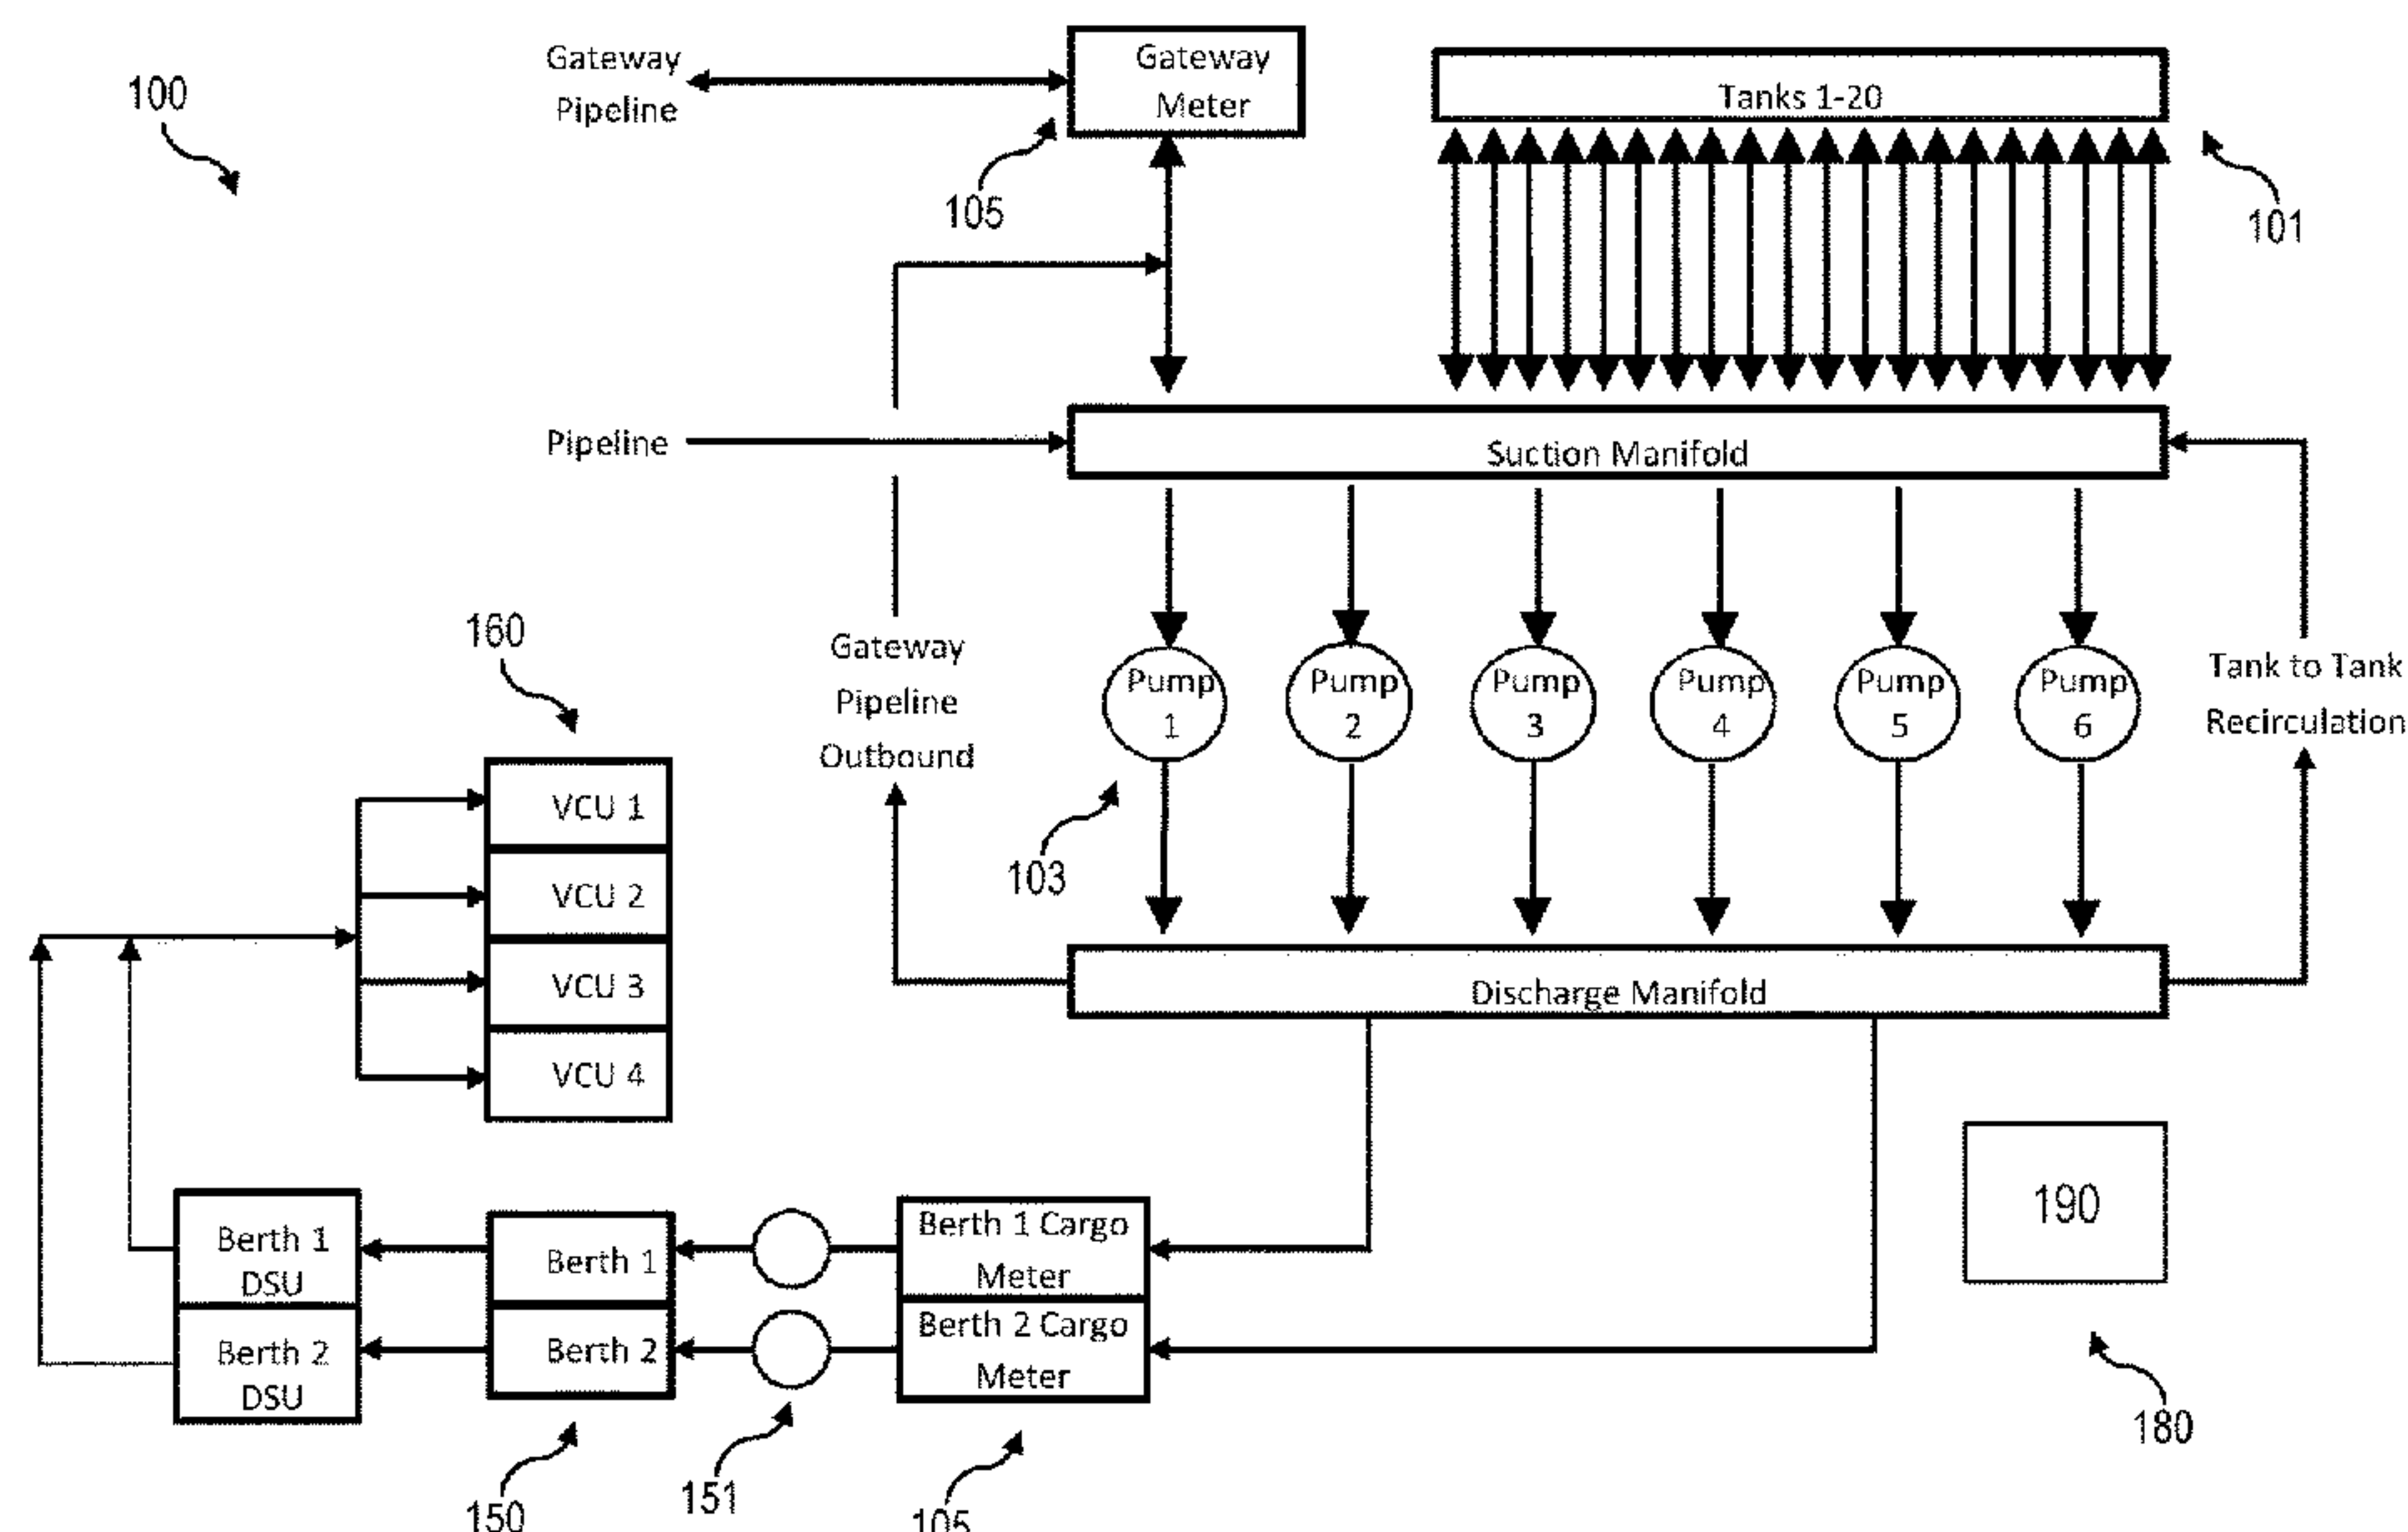 Gateway
Pipeline
Gateway
Meter
100
105
Tanks 1-20
101
Pipeline
Suction Manifold
160
Gateway
Pipeline
Outbound
Pump
1
Pump
2
Pump
3
Pump
4
Pump
5
Pump
6
Tank to Tank
Recirculation
103
VCU 1
VCU 2
VCU 3
VCU 4
Discharge Manifold
190
180
Berth 1
DSU
Berth 2
DSU
Berth 1
Berth 2
Berth 1 Cargo
Meter
Berth 2 Cargo
Meter
150
151
105